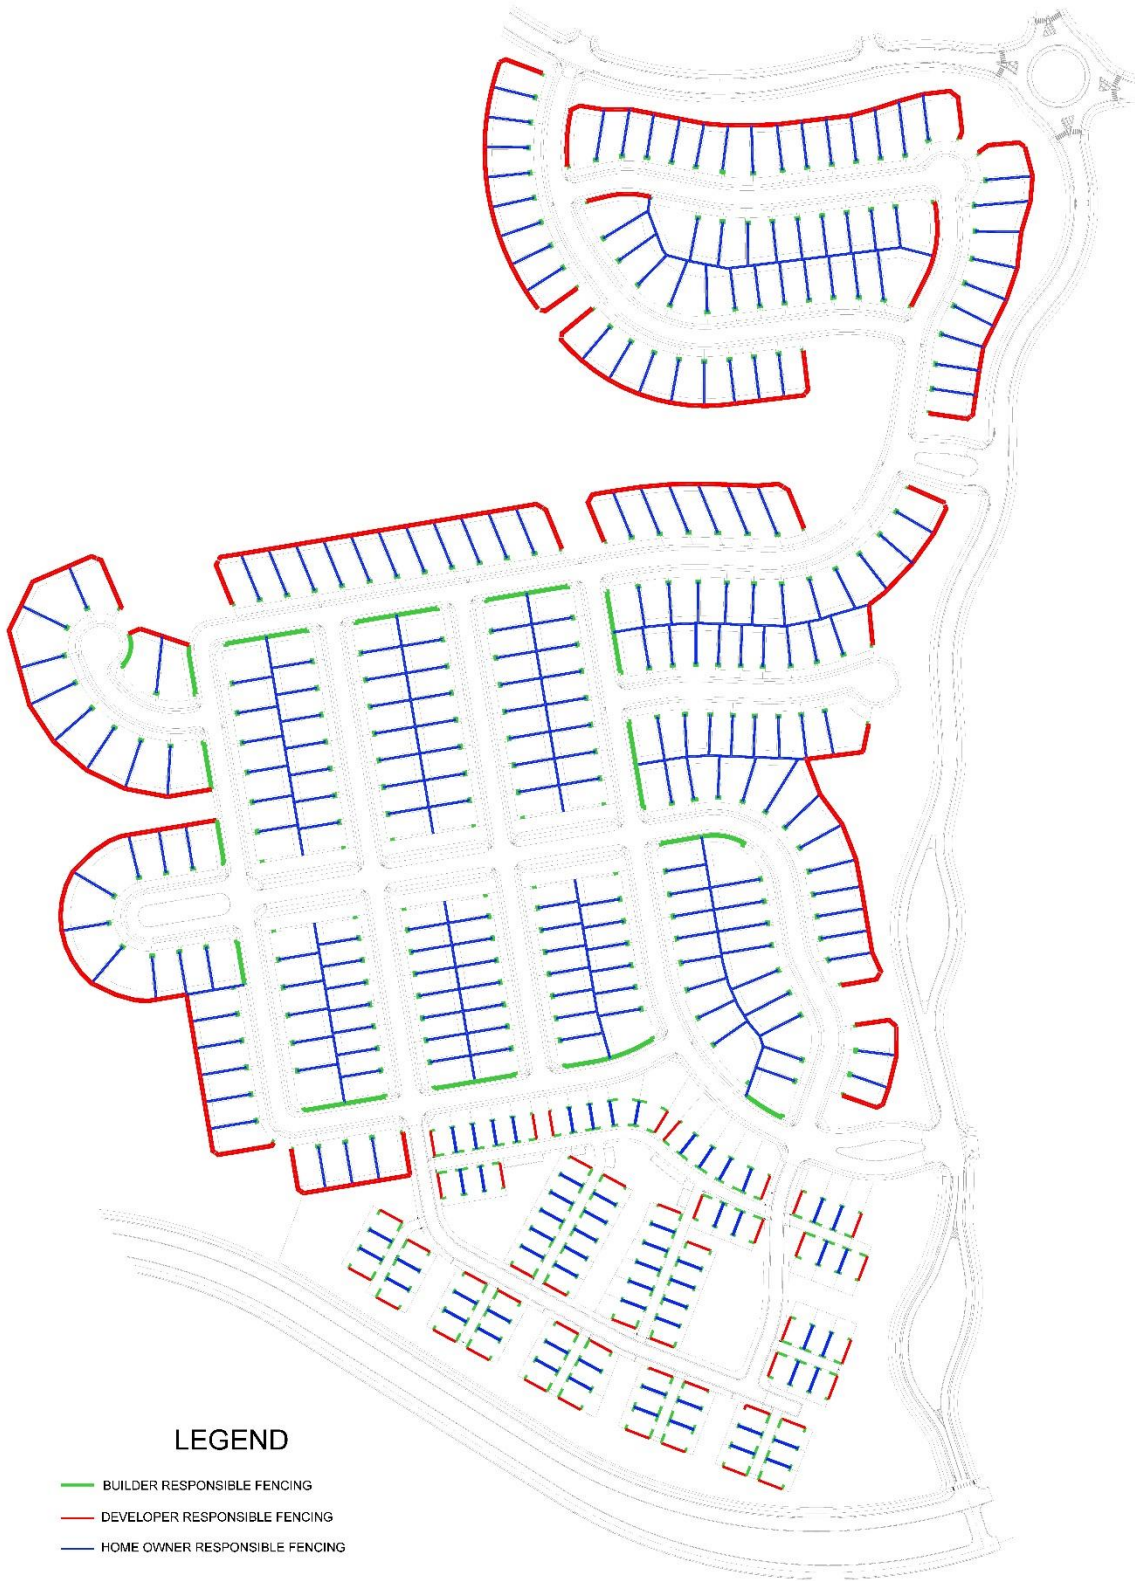 LEGEND
BUILDER RESPONSIBLE FENCING
DEVELOPER RESPONSIBLE FENCING
HOME OWNER RESPONSIBLE FENCING